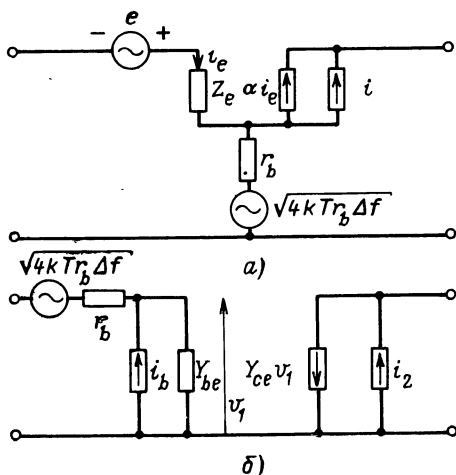 e
− +
i_e
Z_e αi_e i
r_b
√4kTr_bΔf
а)
√4kTr_bΔf
r_b
i_b Y_be v_1 Y_ce v_1 i_2
б)